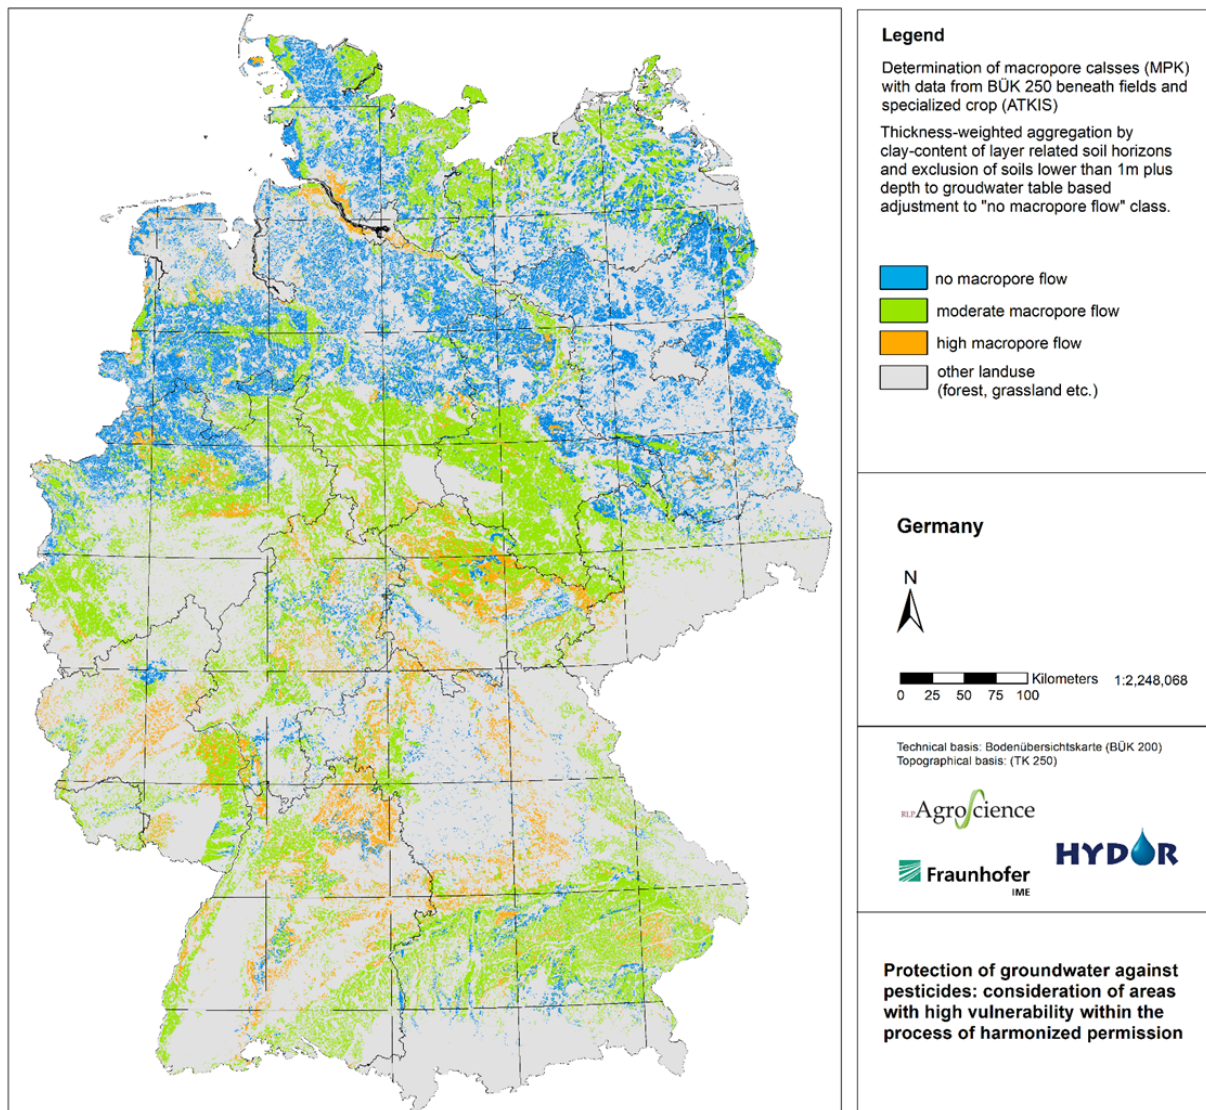 Legend
Determination of macropore calsses (MPK)
with data from BÜK 250 beneath fields and
specialized crop (ATKIS)
Thickness-weighted aggregation by
clay-content of layer related soil horizons
and exclusion of soils lower than 1m plus
depth to groudwater table based
adjustment to "no macropore flow" class.
no macropore flow
moderate macropore flow
high macropore flow
other landuse
(forest, grassland etc.)
Germany
N
Kilometers 1:2,248,068
0 25 50 75 100
Technical basis: Bodenübersichtskarte (BÜK 200)
Topographical basis: (TK 250)
RLP AgroScience
HYDOR
Fraunhofer
IME
Protection of groundwater against
pesticides: consideration of areas
with high vulnerability within the
process of harmonized permission